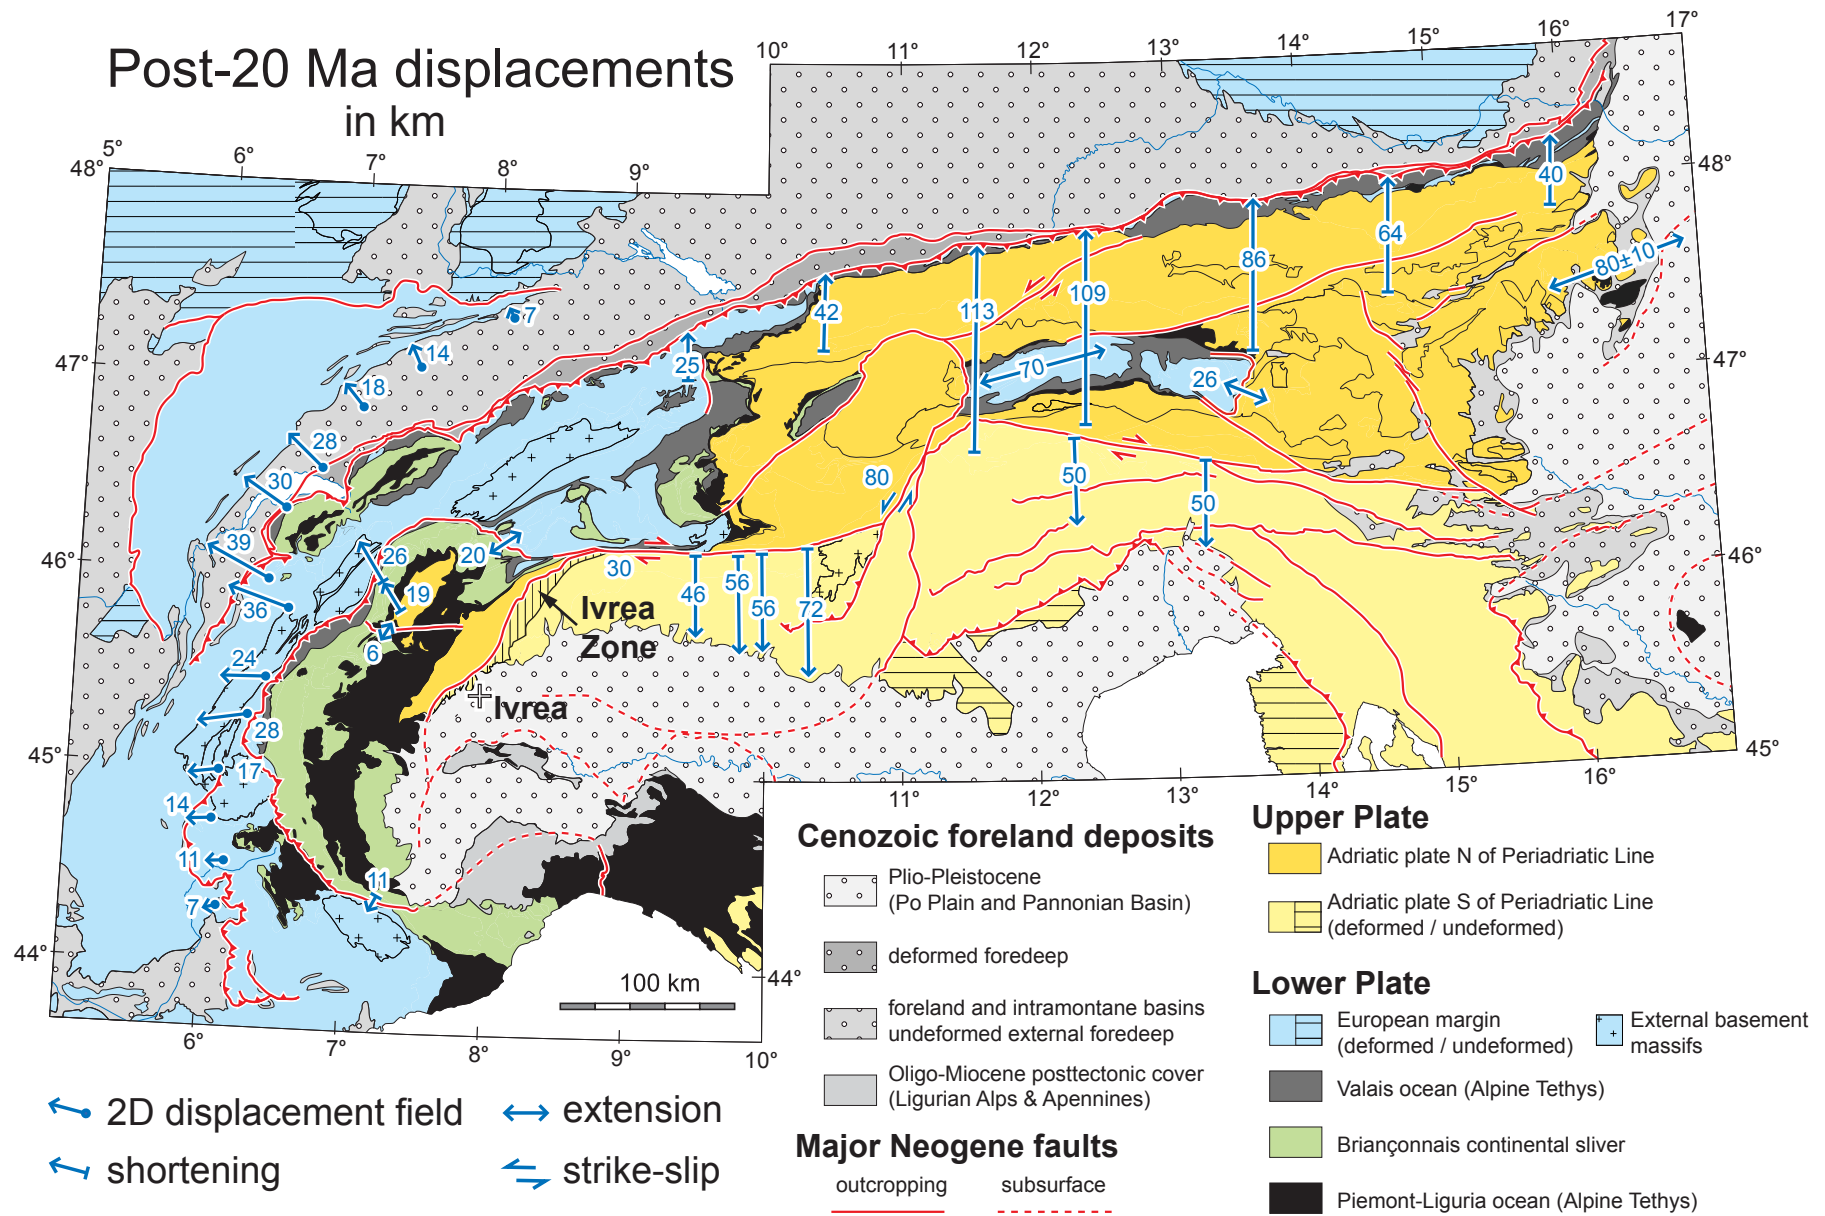 Post-20 Ma displacements
in km
10°
11°
12°
13°
14°
15°
16°
17°
5°
6°
7°
8°
9°
48°
48°
40
64
80±10
86
109
113
42
7
14
25
18
47°
47°
70
26
28
30
80
50
50
39
26
20
46°
46°
30
56
46
56
72
19
36
Ivrea
Zone
6
24
Ivrea
28
45°
45°
17
14
11
11
7
44°
44°
100 km
6°
7°
8°
9°
10°
11°
12°
13°
14°
15°
16°
2D displacement field
extension
shortening
strike-slip
Cenozoic foreland deposits
Plio-Pleistocene
(Po Plain and Pannonian Basin)
deformed foredeep
foreland and intramontane basins
undeformed external foredeep
Oligo-Miocene posttectonic cover
(Ligurian Alps & Apennines)
Major Neogene faults
outcropping
subsurface
Upper Plate
Adriatic plate N of Periadriatic Line
Adriatic plate S of Periadriatic Line
(deformed / undeformed)
Lower Plate
European margin
(deformed / undeformed)
External basement
massifs
Valais ocean (Alpine Tethys)
Briançonnais continental sliver
Piemont-Liguria ocean (Alpine Tethys)